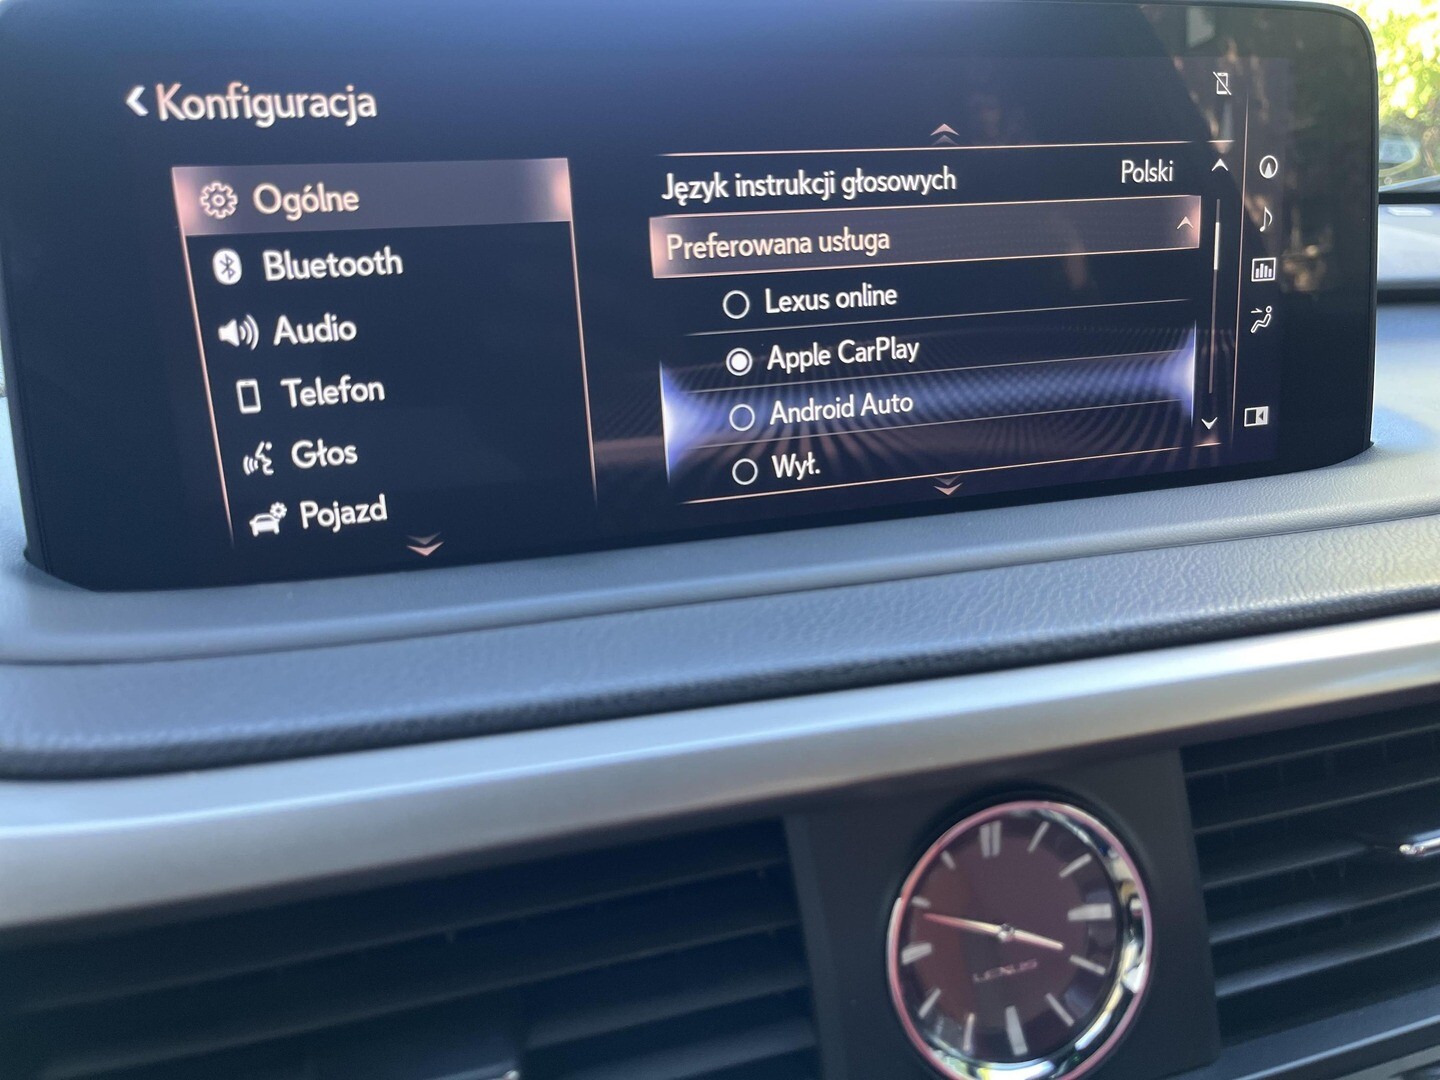 Konfiguracja
Ogólne
Bluetooth
Audio
Telefon
Głos
Pojazd
Język instrukcji głosowych Polski
Preferowana usługa
Lexus online
Apple CarPlay
Android Auto
Wył.
LEXUS